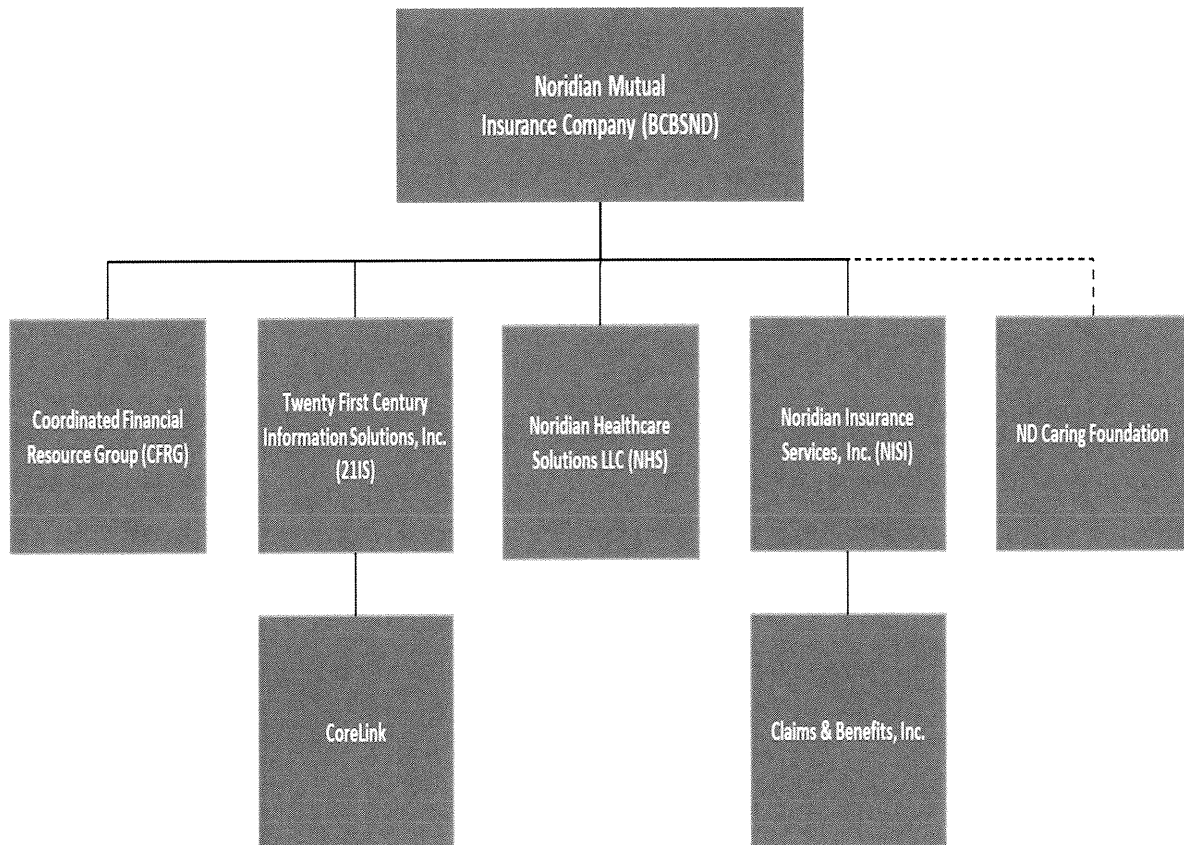 Noridian Mutual
Insurance Company (BCBSND)
Coordinated Financial
Resource Group (CFRG)
Twenty First Century
Information Solutions, Inc.
(21IS)
Noridian Healthcare
Solutions LLC (NHS)
Noridian Insurance
Services, Inc. (NISI)
ND Caring Foundation
CoreLink
Claims & Benefits, Inc.